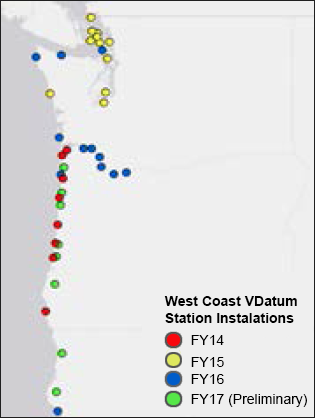 West Coast VDatum
Station Instalations
FY14
FY15
FY16
FY17 (Preliminary)